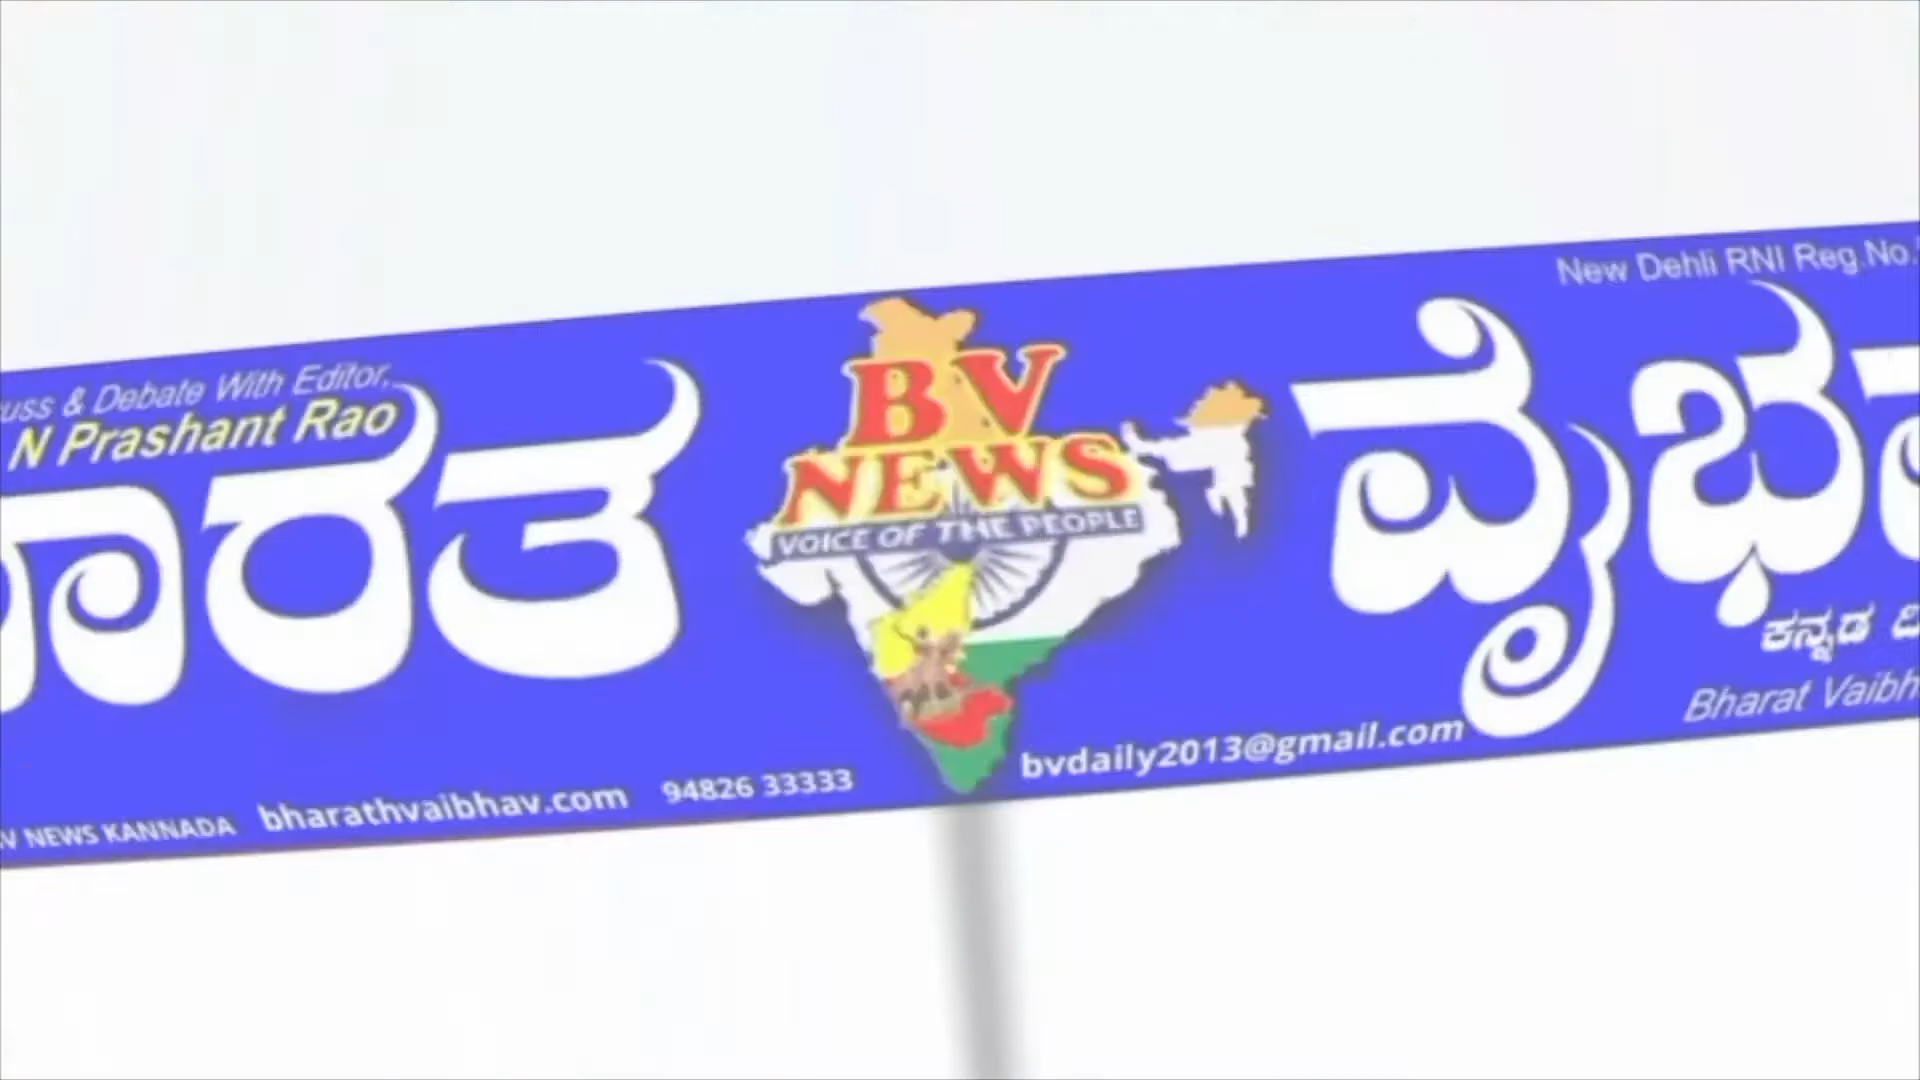 New Dehli RNI Reg.No.
& Debate With Editor,
N Prashant Rao
ಭಾರತ
BV
NEWS
VOICE OF THE PEOPLE
ವೈಭ
ಕನ್ನಡ
Bharat Vaibh
NEWS KANNADA bharathvaibhav.com 94826 33333 bvdaily2013@gmail.com